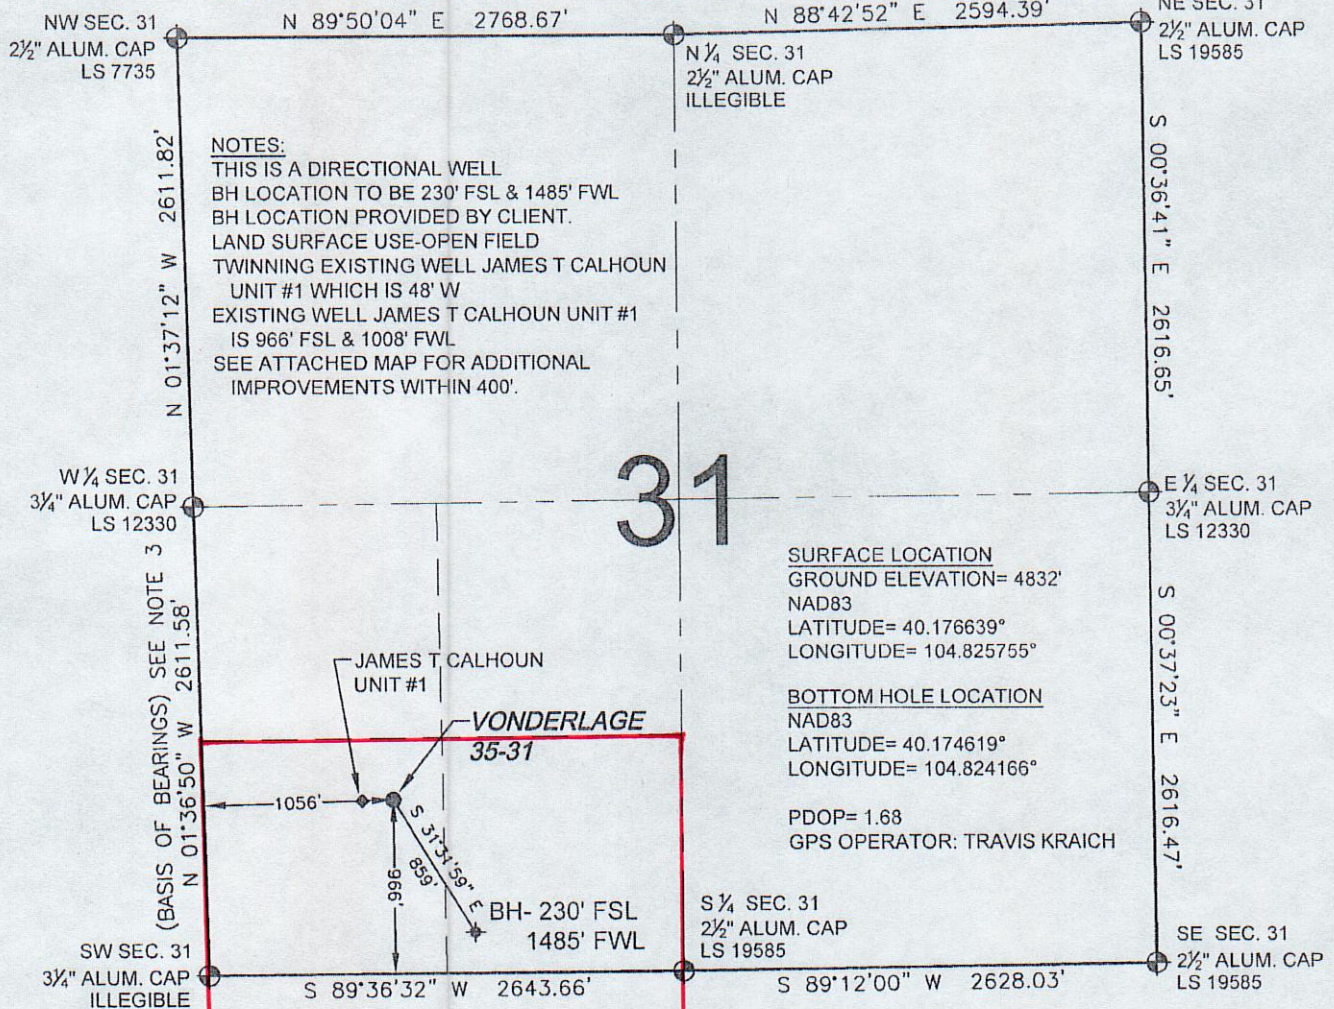 NW SEC. 31
2½" ALUM. CAP
LS 7735
N 89°50'04" E 2768.67'
N 88°42'52" E 2594.39'
NE SEC. 31
2½" ALUM. CAP
LS 19585
N ¼ SEC. 31
2½" ALUM. CAP
ILLEGIBLE
N 01°37'12" W 2611.82'
S 00°36'41" E 2616.65'
NOTES:
THIS IS A DIRECTIONAL WELL
BH LOCATION TO BE 230' FSL & 1485' FWL
BH LOCATION PROVIDED BY CLIENT.
LAND SURFACE USE-OPEN FIELD
TWINNING EXISTING WELL JAMES T CALHOUN
UNIT #1 WHICH IS 48' W
EXISTING WELL JAMES T CALHOUN UNIT #1
IS 966' FSL & 1008' FWL
SEE ATTACHED MAP FOR ADDITIONAL
IMPROVEMENTS WITHIN 400'.
W ¼ SEC. 31
3¼" ALUM. CAP
LS 12330
31
E ¼ SEC. 31
3¼" ALUM. CAP
LS 12330
(BASIS OF BEARINGS) SEE NOTE 3
N 01°36'50" W 2611.58'
S 00°37'23" E 2616.47'
SURFACE LOCATION
GROUND ELEVATION= 4832'
NAD83
LATITUDE= 40.176639°
LONGITUDE= 104.825755°
BOTTOM HOLE LOCATION
NAD83
LATITUDE= 40.174619°
LONGITUDE= 104.824166°
PDOP= 1.68
GPS OPERATOR: TRAVIS KRAICH
JAMES T CALHOUN
UNIT #1
VONDERLAGE
35-31
1056'
S 31°31'59" E
859'
966'
BH- 230' FSL
1485' FWL
SW SEC. 31
3¼" ALUM. CAP
ILLEGIBLE
S 89°36'32" W 2643.66'
S ¼ SEC. 31
2½" ALUM. CAP
LS 19585
S 89°12'00" W 2628.03'
SE SEC. 31
2½" ALUM. CAP
LS 19585